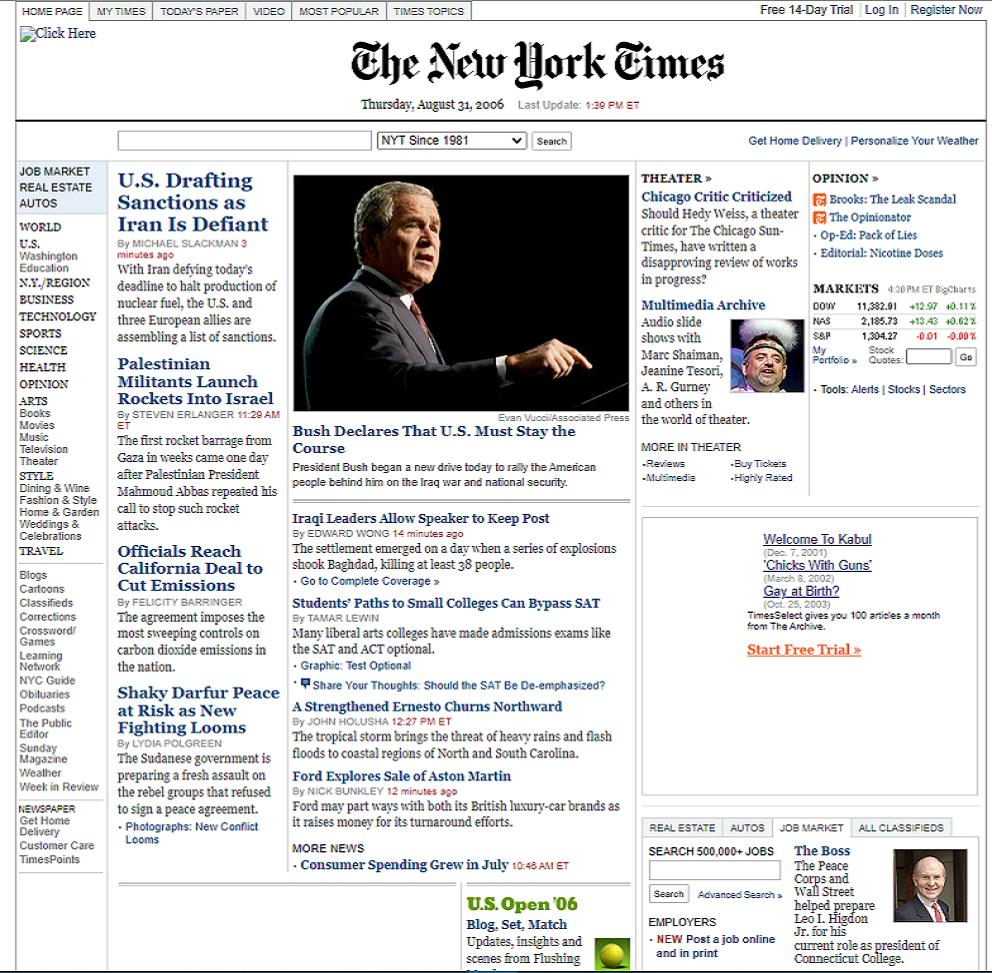 HOME PAGE
MY TIMES
TODAY'S PAPER
VIDEO
MOST POPULAR
TIMES TOPICS
Free 14-Day Trial
Log In
Register Now
Click Here
The New York Times
Thursday, August 31, 2006 Last Update: 1:39 PM ET
NYT Since 1981
Search
Get Home Delivery | Personalize Your Weather
JOB MARKET
REAL ESTATE
AUTOS
WORLD
U.S.
Washington
Education
N.Y./REGION
BUSINESS
TECHNOLOGY
SPORTS
SCIENCE
HEALTH
OPINION
ARTS
Books
Movies
Music
Television
Theater
STYLE
Dining & Wine
Fashion & Style
Home & Garden
Weddings &
Celebrations
TRAVEL
Blogs
Cartoons
Classifieds
Corrections
Crossword/
Games
Learning
Network
NYC Guide
Obituaries
Podcasts
The Public
Editor
Sunday
Magazine
Weather
Week in Review
NEWSPAPER
Get Home
Delivery
Customer Care
TimesPoints
U.S. Drafting
Sanctions as
Iran Is Defiant
By MICHAEL SLACKMAN 3
minutes ago
With Iran defying today's
deadline to halt production of
nuclear fuel, the U.S. and
three European allies are
assembling a list of sanctions.
Palestinian
Militants Launch
Rockets Into Israel
By STEVEN ERLANGER 11:29 AM
ET
The first rocket barrage from
Gaza in weeks came one day
after Palestinian President
Mahmoud Abbas repeated his
call to stop such rocket
attacks.
Officials Reach
California Deal to
Cut Emissions
By FELICITY BARRINGER
The agreement imposes the
most sweeping controls on
carbon dioxide emissions in
the nation.
Shaky Darfur Peace
at Risk as New
Fighting Looms
By LYDIA POLGREEN
The Sudanese government is
preparing a fresh assault on
the rebel groups that refused
to sign a peace agreement.
· Photographs: New Conflict
Looms
Evan Vucci/Associated Press
Bush Declares That U.S. Must Stay the
Course
President Bush began a new drive today to rally the American
people behind him on the Iraq war and national security.
Iraqi Leaders Allow Speaker to Keep Post
By EDWARD WONG 14 minutes ago
The settlement emerged on a day when a series of explosions
shook Baghdad, killing at least 38 people.
· Go to Complete Coverage »
Students' Paths to Small Colleges Can Bypass SAT
By TAMAR LEWIN
Many liberal arts colleges have made admissions exams like
the SAT and ACT optional.
· Graphic: Test Optional
· Share Your Thoughts: Should the SAT Be De-emphasized?
A Strengthened Ernesto Churns Northward
By JOHN HOLUSHA 12:27 PM ET
The tropical storm brings the threat of heavy rains and flash
floods to coastal regions of North and South Carolina.
Ford Explores Sale of Aston Martin
By NICK BUNKLEY 12 minutes ago
Ford may part ways with both its British luxury-car brands as
it raises money for its turnaround efforts.
MORE NEWS
· Consumer Spending Grew in July 10:46 AM ET
U.S. Open '06
Blog, Set, Match
Updates, insights and
scenes from Flushing
THEATER »
Chicago Critic Criticized
Should Hedy Weiss, a theater
critic for The Chicago Sun-
Times, have written a
disapproving review of works
in progress?
Multimedia Archive
Audio slide
shows with
Marc Shaiman,
Jeanine Tesori,
A. R. Gurney
and others in
the world of theater.
MORE IN THEATER
·Reviews
·Buy Tickets
·Multimedia
·Highly Rated
OPINION »
Brooks: The Leak Scandal
The Opinionator
· Op-Ed: Pack of Lies
· Editorial: Nicotine Doses
MARKETS 4:30 PM ET BigCharts
DOW 11,382.91 +12.97 +0.11%
NAS 2,185.73 +13.43 +0.62%
S&P 1,304.27 -0.01 -0.00%
My
Portfolio »
Stock
Quotes:
Go
· Tools: Alerts | Stocks | Sectors
Welcome To Kabul
(Dec. 7, 2001)
'Chicks With Guns'
(March 8, 2002)
Gay at Birth?
(Oct. 25, 2003)
TimesSelect gives you 100 articles a month
from The Archive.
Start Free Trial »
REAL ESTATE
AUTOS
JOB MARKET
ALL CLASSIFIEDS
SEARCH 500,000+ JOBS
Search
Advanced Search »
EMPLOYERS
· NEW Post a job online
and in print
The Boss
The Peace
Corps and
Wall Street
helped prepare
Leo I. Higdon
Jr. for his
current role as president of
Connecticut College.